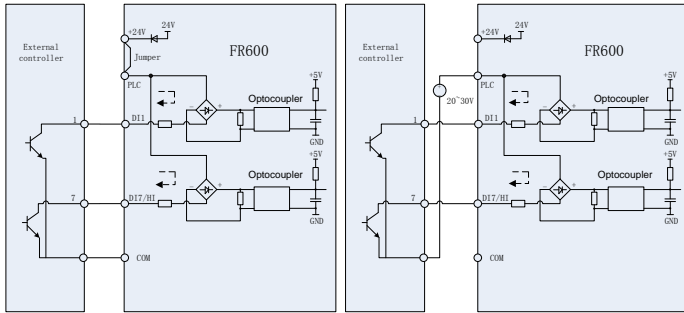 24V
+24V
External
controller
Jumper
FR600
PLC
+5V
Optocoupler
-
+
1
DI1
GND
+5V
Optocoupler
-
+
7
DI7/HI
GND
COM
24V
+24V
External
controller
FR600
PLC
20~30V
+5V
Optocoupler
-
+
1
DI1
GND
+5V
Optocoupler
-
+
7
DI7/HI
GND
COM